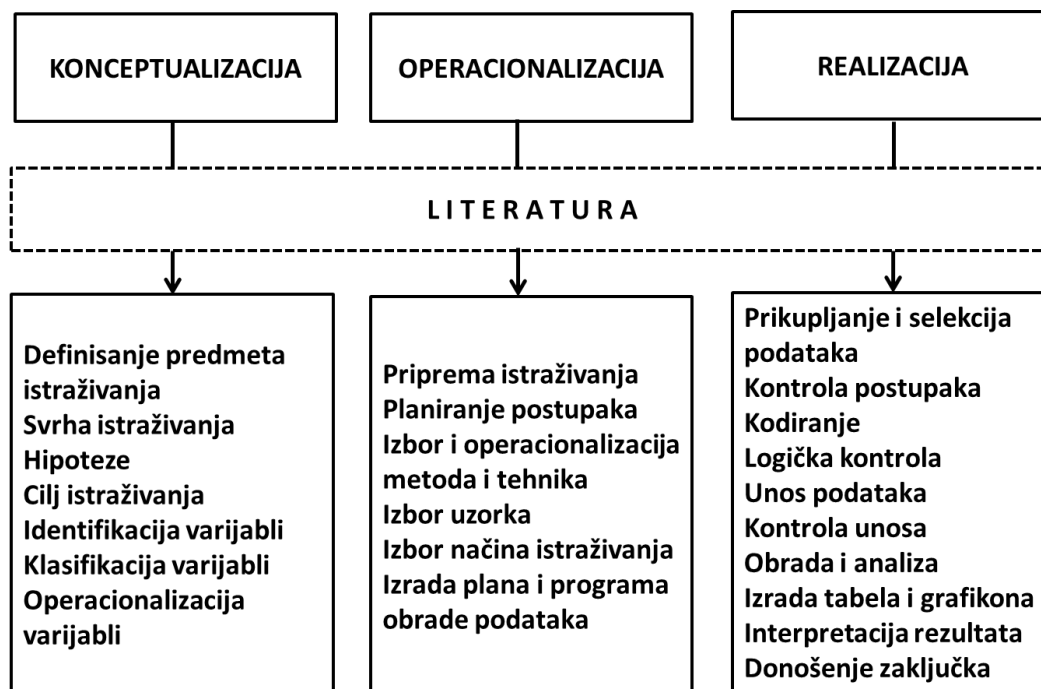 KONCEPTUALIZACIJA
OPERACIONALIZACIJA
REALIZACIJA
L I T E R A T U R A
Definisanje predmeta
istraživanja
Svrha istraživanja
Hipoteze
Cilj istraživanja
Identifikacija varijabli
Klasifikacija varijabli
Operacionalizacija
varijabli
Priprema istraživanja
Planiranje postupaka
Izbor i operacionalizacija
metoda i tehnika
Izbor uzorka
Izbor načina istraživanja
Izrada plana i programa
obrade podataka
Prikupljanje i selekcija
podataka
Kontrola postupaka
Kodiranje
Logička kontrola
Unos podataka
Kontrola unosa
Obrada i analiza
Izrada tabela i grafikona
Interpretacija rezultata
Donošenje zaključka